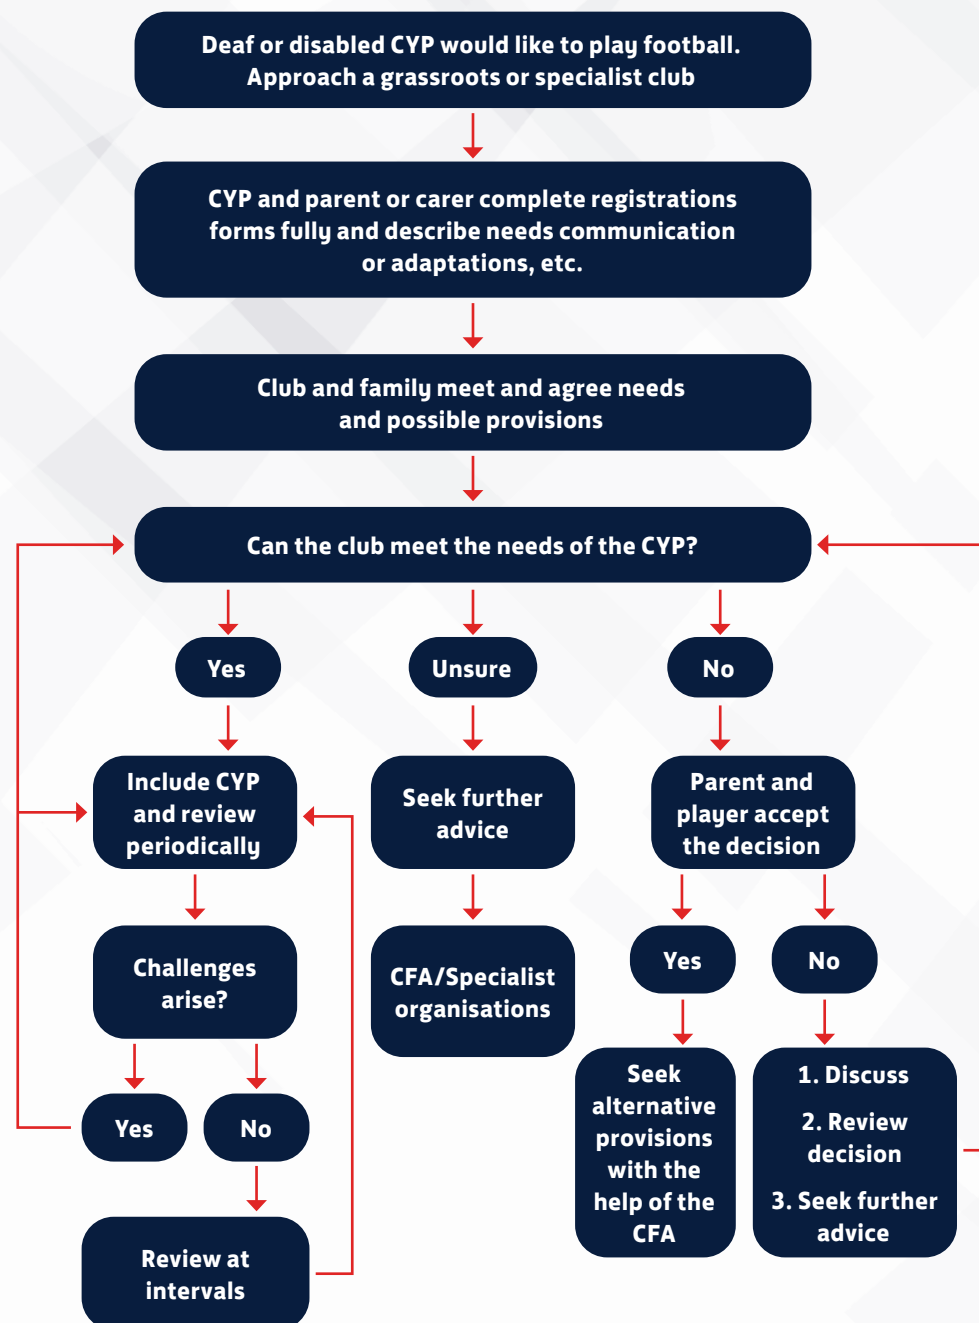 Deaf or disabled CYP would like to play football.
Approach a grassroots or specialist club
CYP and parent or carer complete registrations
forms fully and describe needs communication
or adaptations, etc.
Club and family meet and agree needs
and possible provisions
Can the club meet the needs of the CYP?
Yes
Unsure
No
Include CYP
and review
periodically
Seek further
advice
Parent and
player accept
the decision
Challenges
arise?
CFA/Specialist
organisations
Yes
No
Yes
No
Seek
alternative
provisions
with the
help of the
CFA
1. Discuss
2. Review
decision
3. Seek further
advice
Review at
intervals